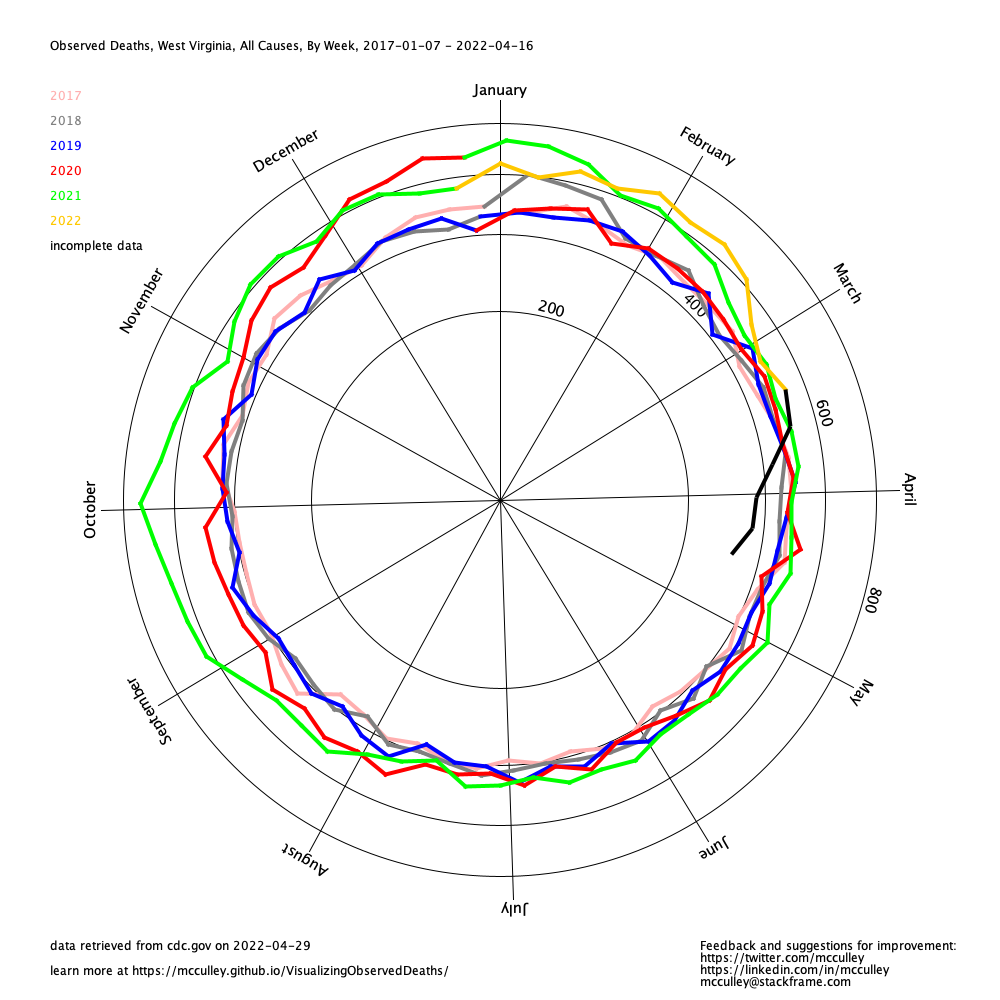 Observed Deaths, West Virginia, All Causes, By Week, 2017-01-07 - 2022-04-16
January
2017
2018
2019
2020
2021
2022
incomplete data
December
February
November
March
200
400
600
October
April
800
September
May
August
June
July
data retrieved from cdc.gov on 2022-04-29
learn more at https://mcculley.github.io/VisualizingObservedDeaths/
Feedback and suggestions for improvement:
https://twitter.com/mcculley
https://linkedin.com/in/mcculley
mcculley@stackframe.com